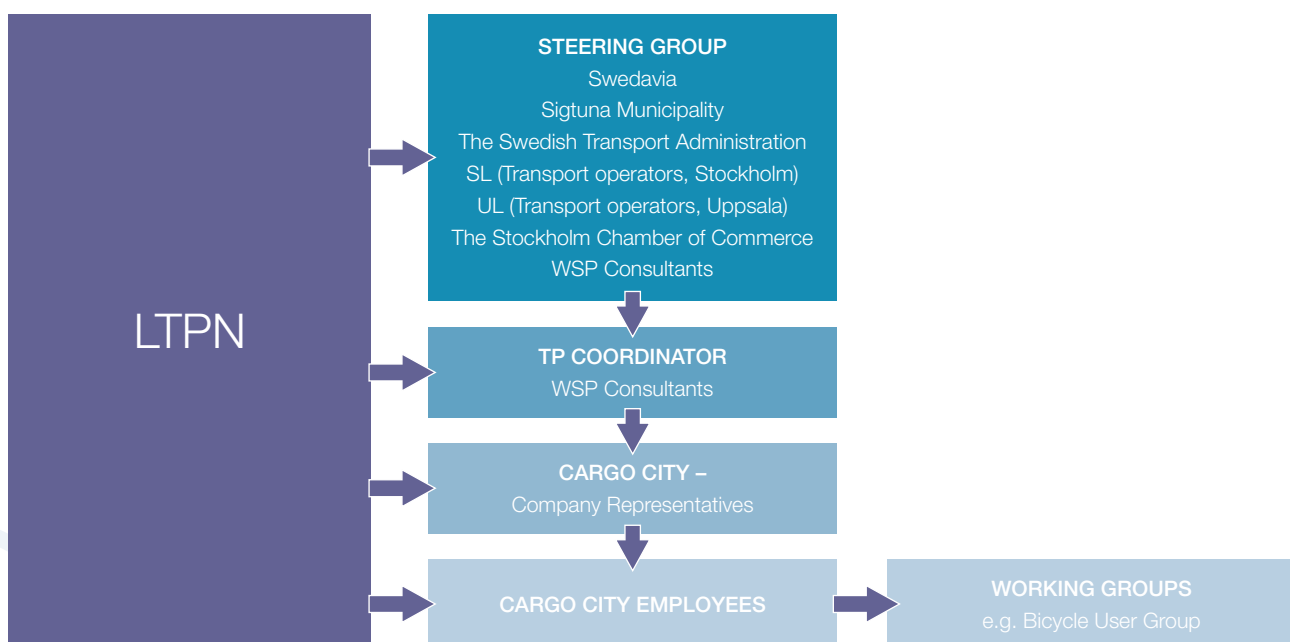 LTPN
STEERING GROUP
Swedavia
Sigtuna Municipality
The Swedish Transport Administration
SL (Transport operators, Stockholm)
UL (Transport operators, Uppsala)
The Stockholm Chamber of Commerce
WSP Consultants
TP COORDINATOR
WSP Consultants
CARGO CITY –
Company Representatives
CARGO CITY EMPLOYEES
WORKING GROUPS
e.g. Bicycle User Group